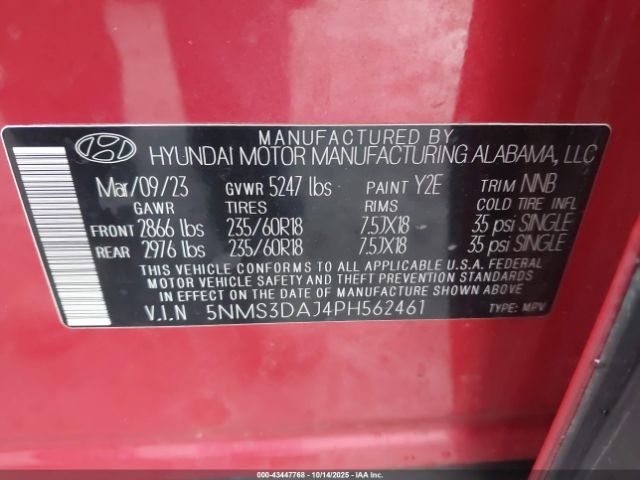 MANUFACTURED BY
HYUNDAI MOTOR MANUFACTURING ALABAMA, LLC
Mar/09/23 GVWR 5247 lbs PAINT Y2E TRIM NNB
GAWR TIRES RIMS COLD TIRE INFL
FRONT 2866 lbs 235/60R18 7.5JX18 35 psi SINGLE
REAR 2976 lbs 235/60R18 7.5JX18 35 psi SINGLE
THIS VEHICLE CONFORMS TO ALL APPLICABLE U.S.A. FEDERAL
MOTOR VEHICLE SAFETY AND THEFT PREVENTION STANDARDS
IN EFFECT ON THE DATE OF MANUFACTURE SHOWN ABOVE.
V.I.N 5NMS3DAJ4PH562461 TYPE: MPV
000-43447768 - 10/14/2025 - IAAI.COM